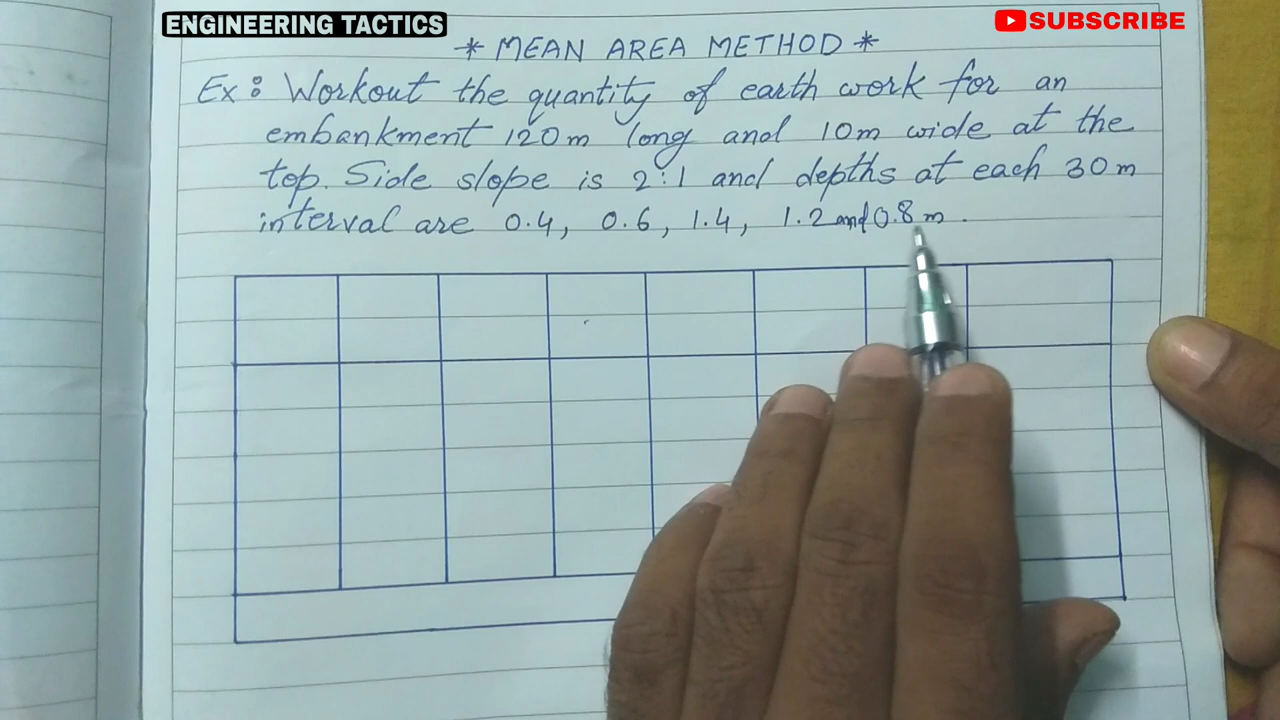 ENGINEERING TACTICS
SUBSCRIBE
* MEAN AREA METHOD *
Ex: Workout the quantity of earth work for an
embankment 120m long and 10m wide at the
top. Side slope is 2:1 and depths at each 30m
interval are 0.4, 0.6, 1.4, 1.2 and 0.8 m.